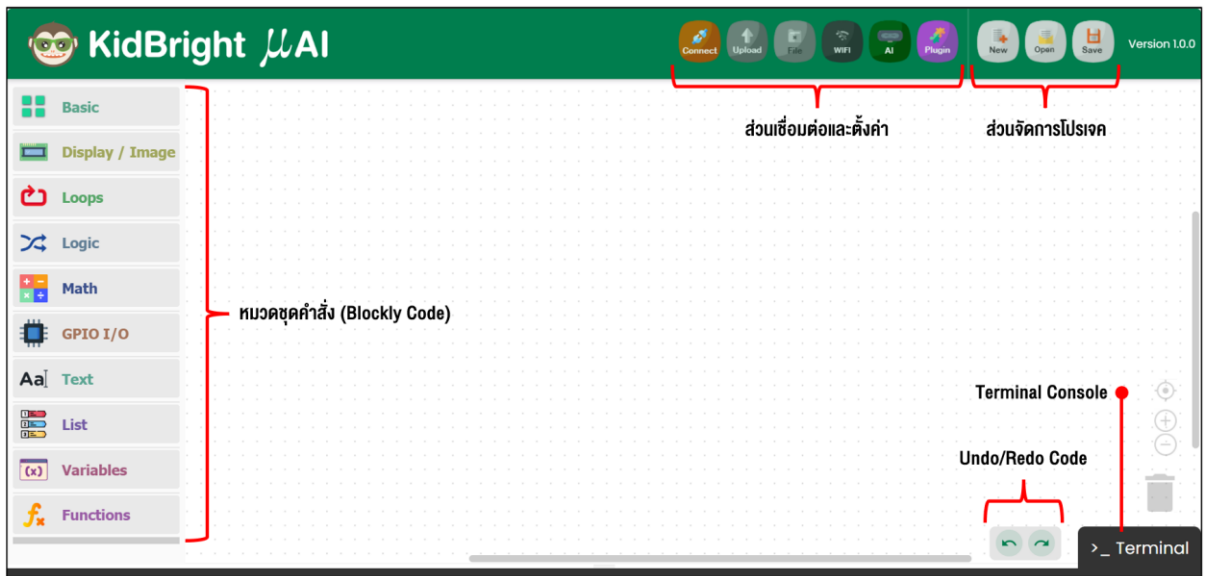 KidBright μAI
Connect
Upload
File
WIFI
AI
Plugin
New
Open
Save
Version 1.0.0
ส่วนเชื่อมต่อและตั้งค่า
ส่วนจัดการโปรเจค
Basic
Display / Image
Loops
Logic
Math
GPIO I/O
Text
List
Variables
Functions
หมวดชุดคำสั่ง (Blockly Code)
Terminal Console
Undo/Redo Code
>_ Terminal